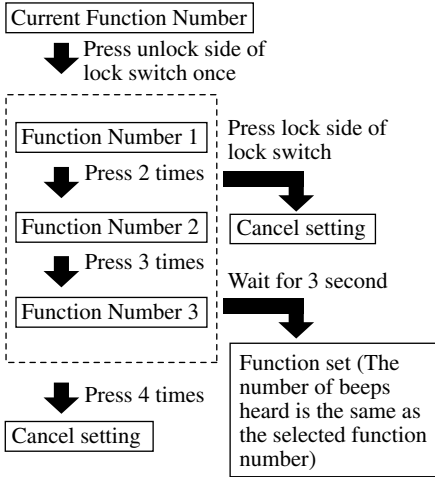 Current Function Number
Press unlock side of
lock switch once
Function Number 1
Press lock side of
lock switch
Press 2 times
Function Number 2
Cancel setting
Press 3 times
Wait for 3 second
Function Number 3
Function set (The
number of beeps
heard is the same as
the selected function
number)
Press 4 times
Cancel setting